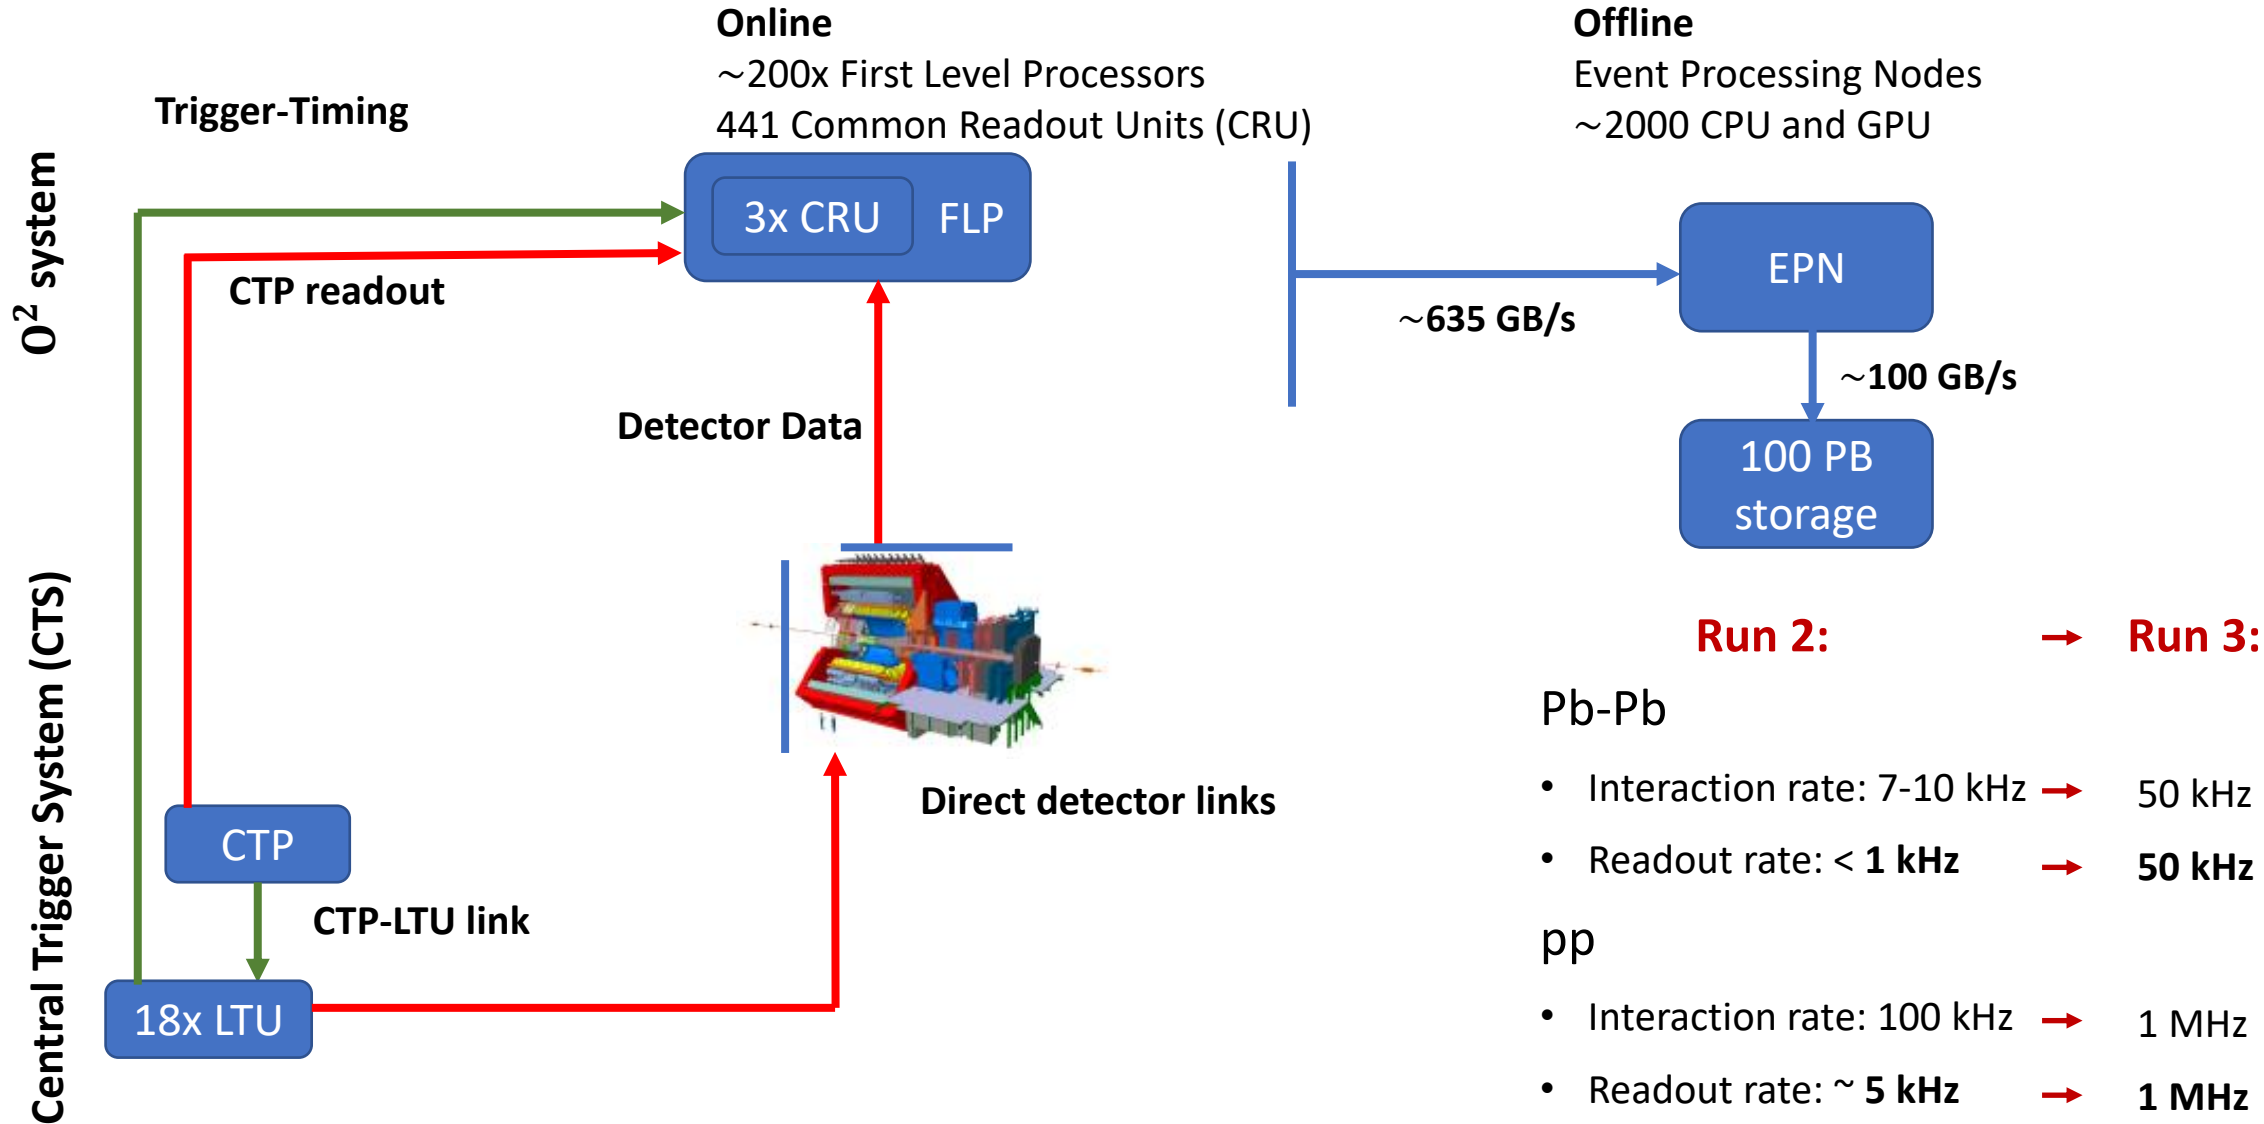 Online
~200x First Level Processors
441 Common Readout Units (CRU)
Offline
Event Processing Nodes
~2000 CPU and GPU
Trigger-Timing
O² system
3x CRU
FLP
CTP readout
EPN
~635 GB/s
~100 GB/s
100 PB
storage
Detector Data
Direct detector links
Central Trigger System (CTS)
CTP
CTP-LTU link
18x LTU
Run 2: → Run 3:
Pb-Pb
• Interaction rate: 7-10 kHz → 50 kHz
• Readout rate: < 1 kHz → 50 kHz
pp
• Interaction rate: 100 kHz → 1 MHz
• Readout rate: ~ 5 kHz → 1 MHz